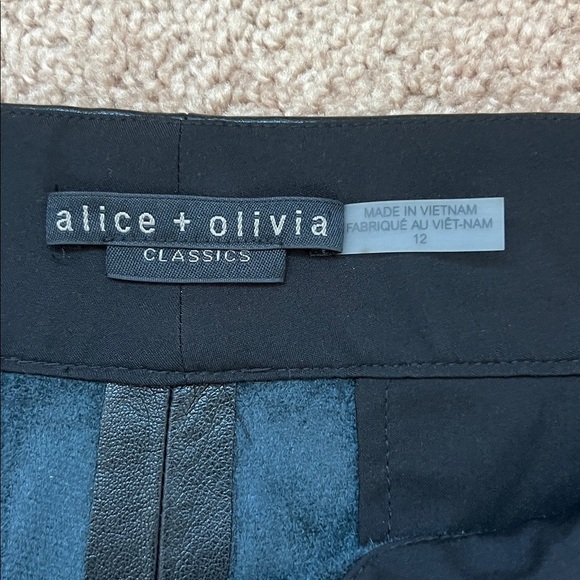 alice + olivia
CLASSICS
MADE IN VIETNAM
FABRIQUÉ AU VIÊT-NAM
12